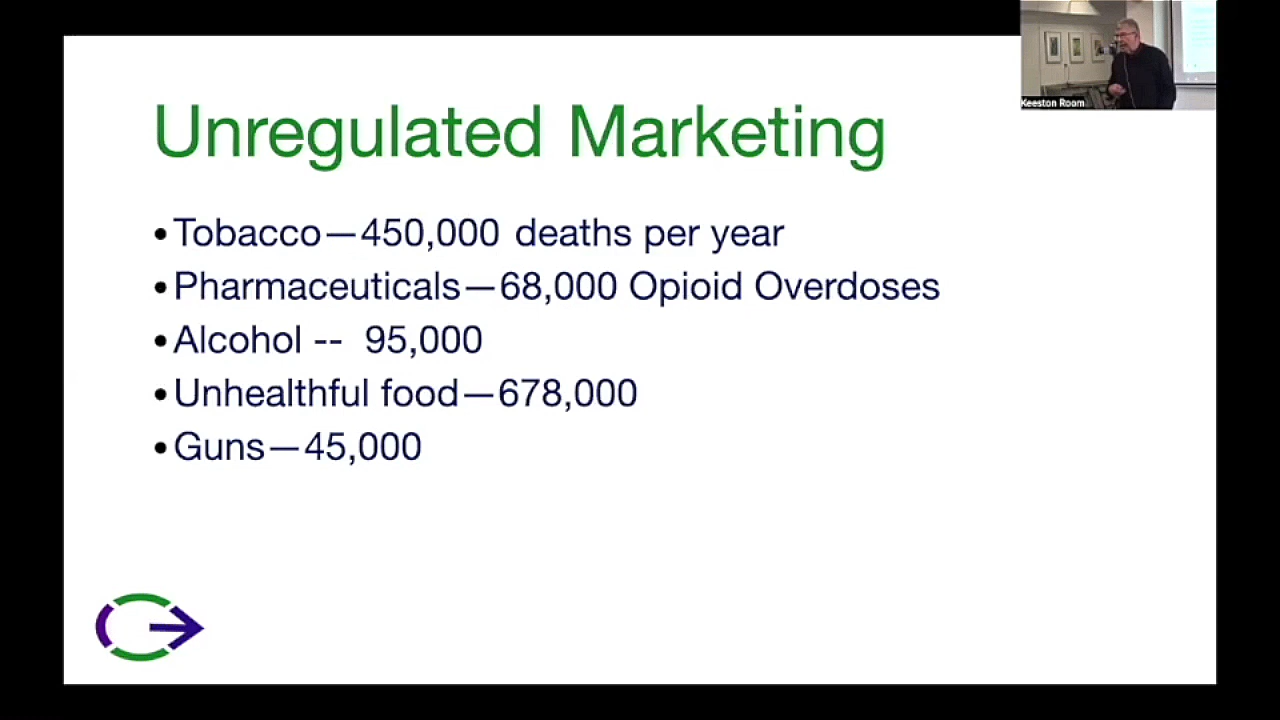 Keeston Room
Unregulated Marketing
•Tobacco—450,000 deaths per year
•Pharmaceuticals—68,000 Opioid Overdoses
•Alcohol -- 95,000
•Unhealthful food—678,000
•Guns—45,000